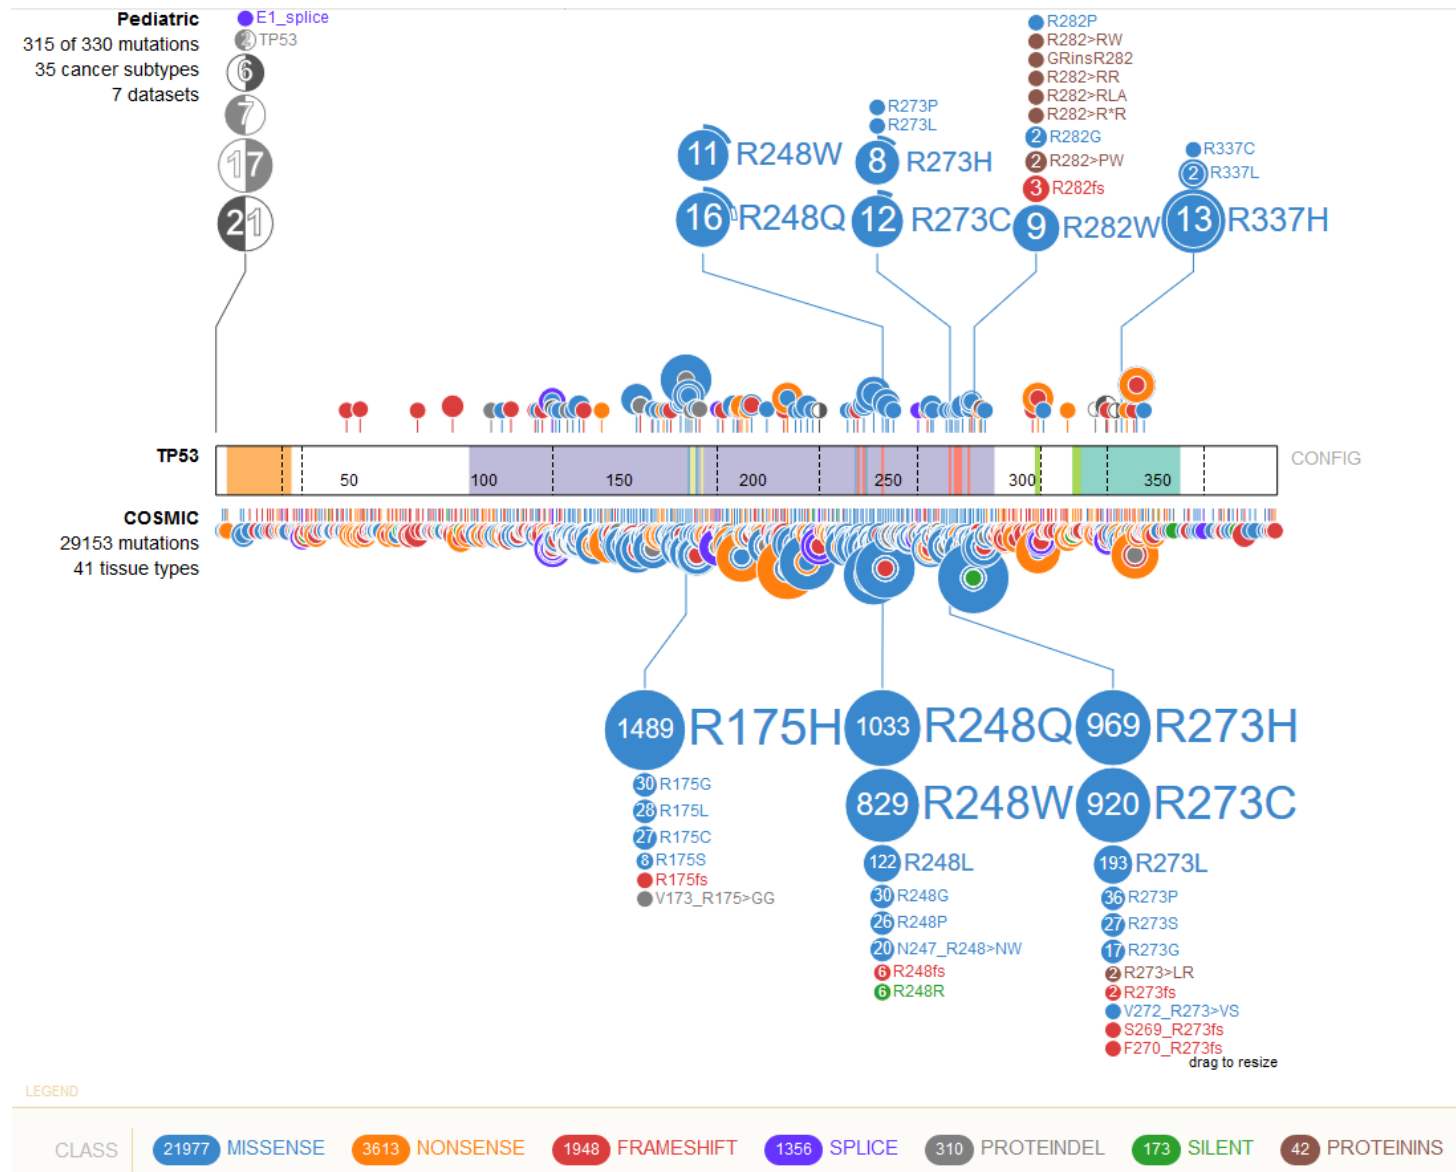 Pediatric
315 of 330 mutations
35 cancer subtypes
7 datasets
E1_splice
2 TP53
6
7
17
21
11 R248W
16 R248Q
R273P
R273L
8 R273H
12 R273C
R282P
R282>RW
GRinsR282
R282>RR
R282>RLA
R282>R*R
2 R282G
2 R282>PW
3 R282fs
9 R282W
R337C
2 R337L
13 R337H
TP53
50 100 150 200 250 300 350
CONFIG
COSMIC
29153 mutations
41 tissue types
1489 R175H
30 R175G
28 R175L
27 R175C
8 R175S
R175fs
V173_R175>GG
1033 R248Q
829 R248W
122 R248L
30 R248G
26 R248P
20 N247_R248>NW
6 R248fs
6 R248R
969 R273H
920 R273C
193 R273L
36 R273P
27 R273S
17 R273G
2 R273>LR
2 R273fs
V272_R273>VS
S269_R273fs
F270_R273fs
drag to resize
LEGEND
CLASS 21977 MISSENSE 3613 NONSENSE 1948 FRAMESHIFT 1356 SPLICE 310 PROTEINDEL 173 SILENT 42 PROTEININS